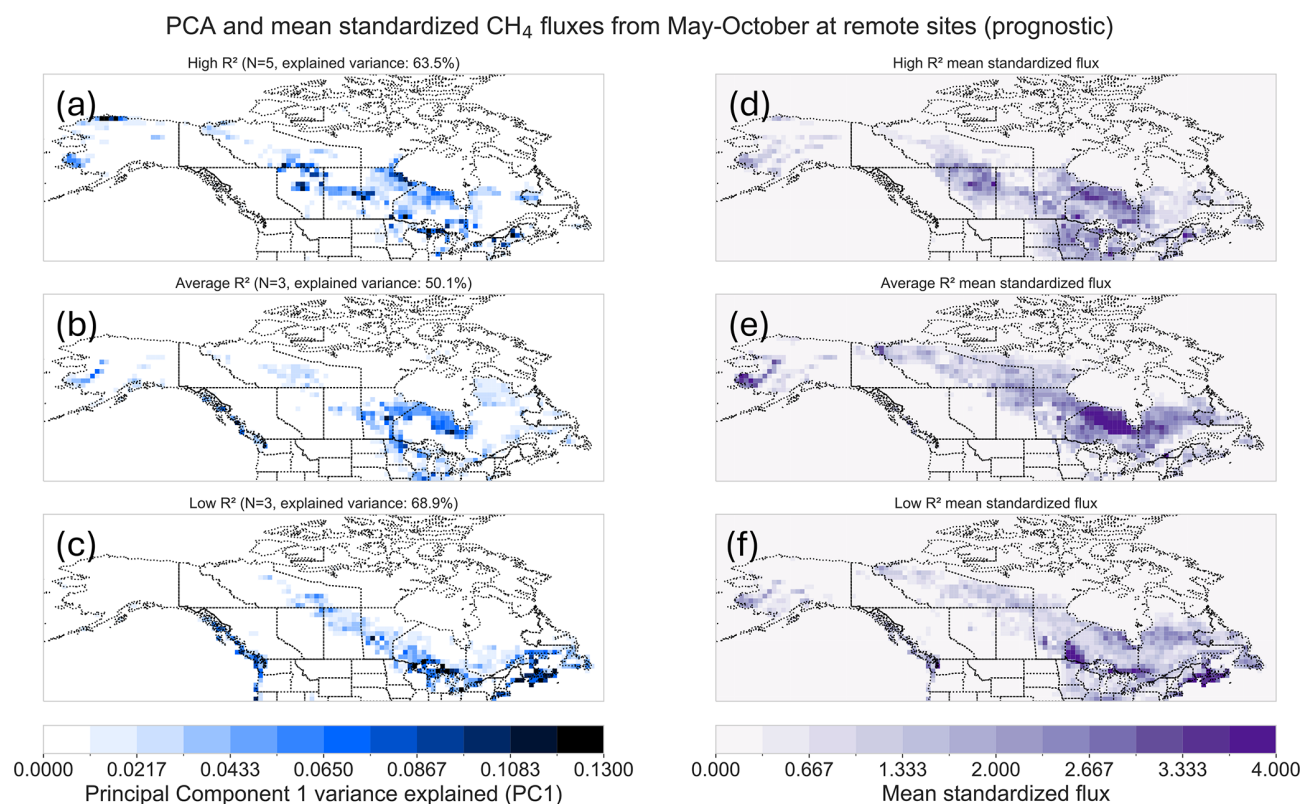 PCA and mean standardized CH₄ fluxes from May-October at remote sites (prognostic)
High R² (N=5, explained variance: 63.5%)
High R² mean standardized flux
(a)
(d)
Average R² (N=3, explained variance: 50.1%)
Average R² mean standardized flux
(b)
(e)
Low R² (N=3, explained variance: 68.9%)
Low R² mean standardized flux
(c)
(f)
0.0000 0.0217 0.0433 0.0650 0.0867 0.1083 0.1300
Principal Component 1 variance explained (PC1)
0.000 0.667 1.333 2.000 2.667 3.333 4.000
Mean standardized flux